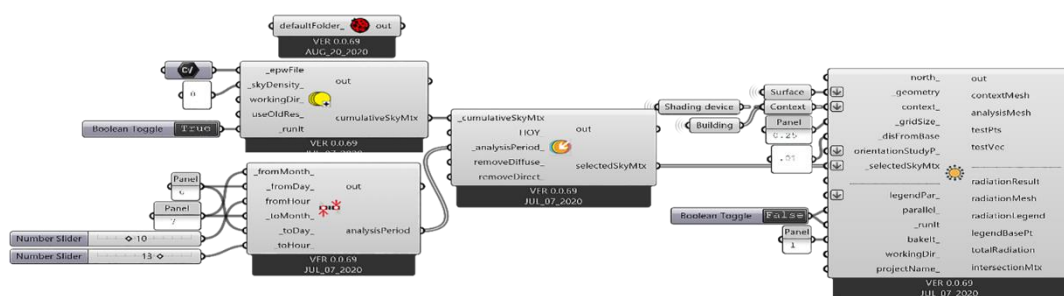 defaultFolder_ out
VER 0.0.69
AUG_20_2020
_epwFile
_skyDensity_
workingDir_
useOldRes_
_runIt
out
cumulativeSkyMtx
VER 0.0.69
JUL_07_2020
Boolean Toggle True
Panel
Panel
Number Slider 10
Number Slider 13
_fromMonth_
_fromDay_
fromHour
_toMonth_
_toDay_
_toHour_
out
analysisPeriod
VER 0.0.69
JUL_07_2020
_cumulativeSkyMtx
HOY
_analysisPeriod_
removeDiffuse_
removeDirect_
out
selectedSkyMtx
VER 0.0.69
JUL_07_2020
Shading device
Building
Surface
Context
Panel
0.25
.01
Boolean Toggle False
Panel
1
north_
_geometry
context_
_gridSize_
_disFromBase
orientationStudyP_
_selectedSkyMtx
legendPar_
parallel_
_runIt
bakeIt_
workingDir_
projectName_
out
contextMesh
analysisMesh
testPts
testVec
radiationResult
radiationMesh
radiationLegend
legendBasePt
totalRadiation
intersectionMtx
VER 0.0.69
JUL_07_2020